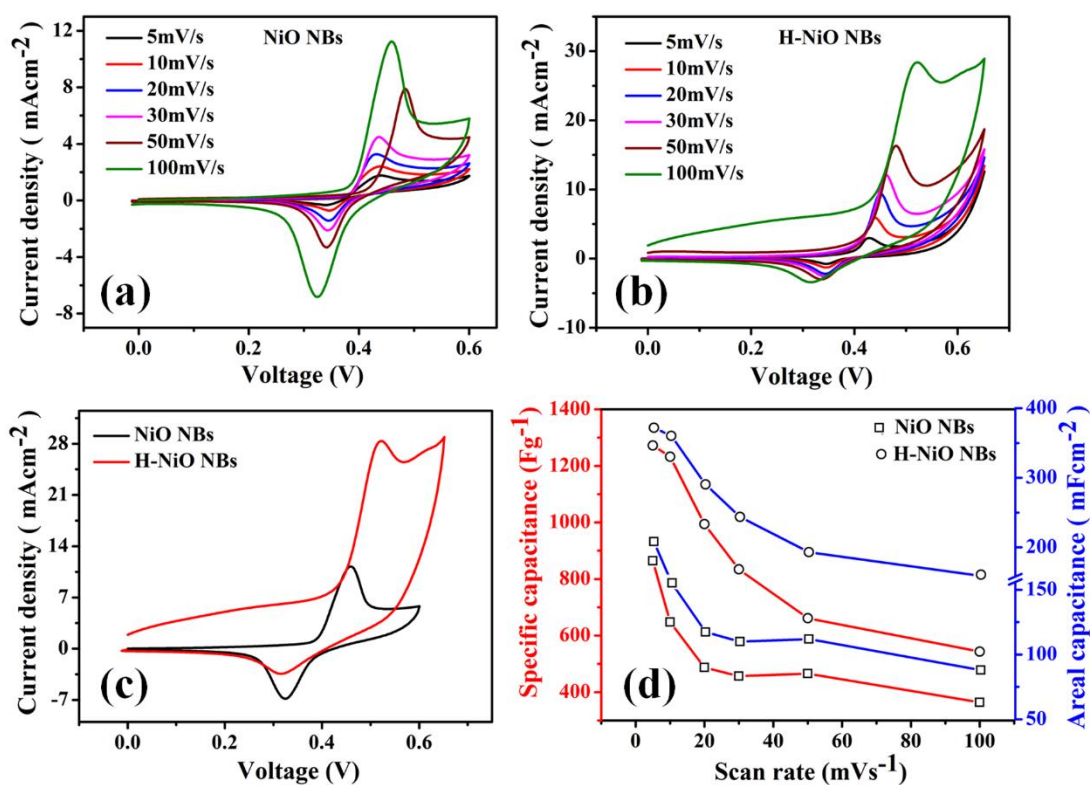 12
8
4
0
-4
-8
Current density ( mAcm-2)
5mV/s
10mV/s
20mV/s
30mV/s
50mV/s
100mV/s
NiO NBs
(a)
0.0
0.2
0.4
0.6
Voltage (V)
30
20
10
0
-10
Current density ( mAcm-2)
5mV/s
10mV/s
20mV/s
30mV/s
50mV/s
100mV/s
H-NiO NBs
(b)
0.0
0.2
0.4
0.6
Voltage (V)
28
21
14
7
0
-7
Current density ( mAcm-2)
NiO NBs
H-NiO NBs
(c)
0.0
0.2
0.4
0.6
Voltage (V)
1400
1200
1000
800
600
400
Specific capacitance (Fg-1)
NiO NBs
H-NiO NBs
(d)
400
300
200
150
100
50
Areal capacitance ( mFcm-2)
0
20
40
60
80
100
Scan rate (mVs-1)